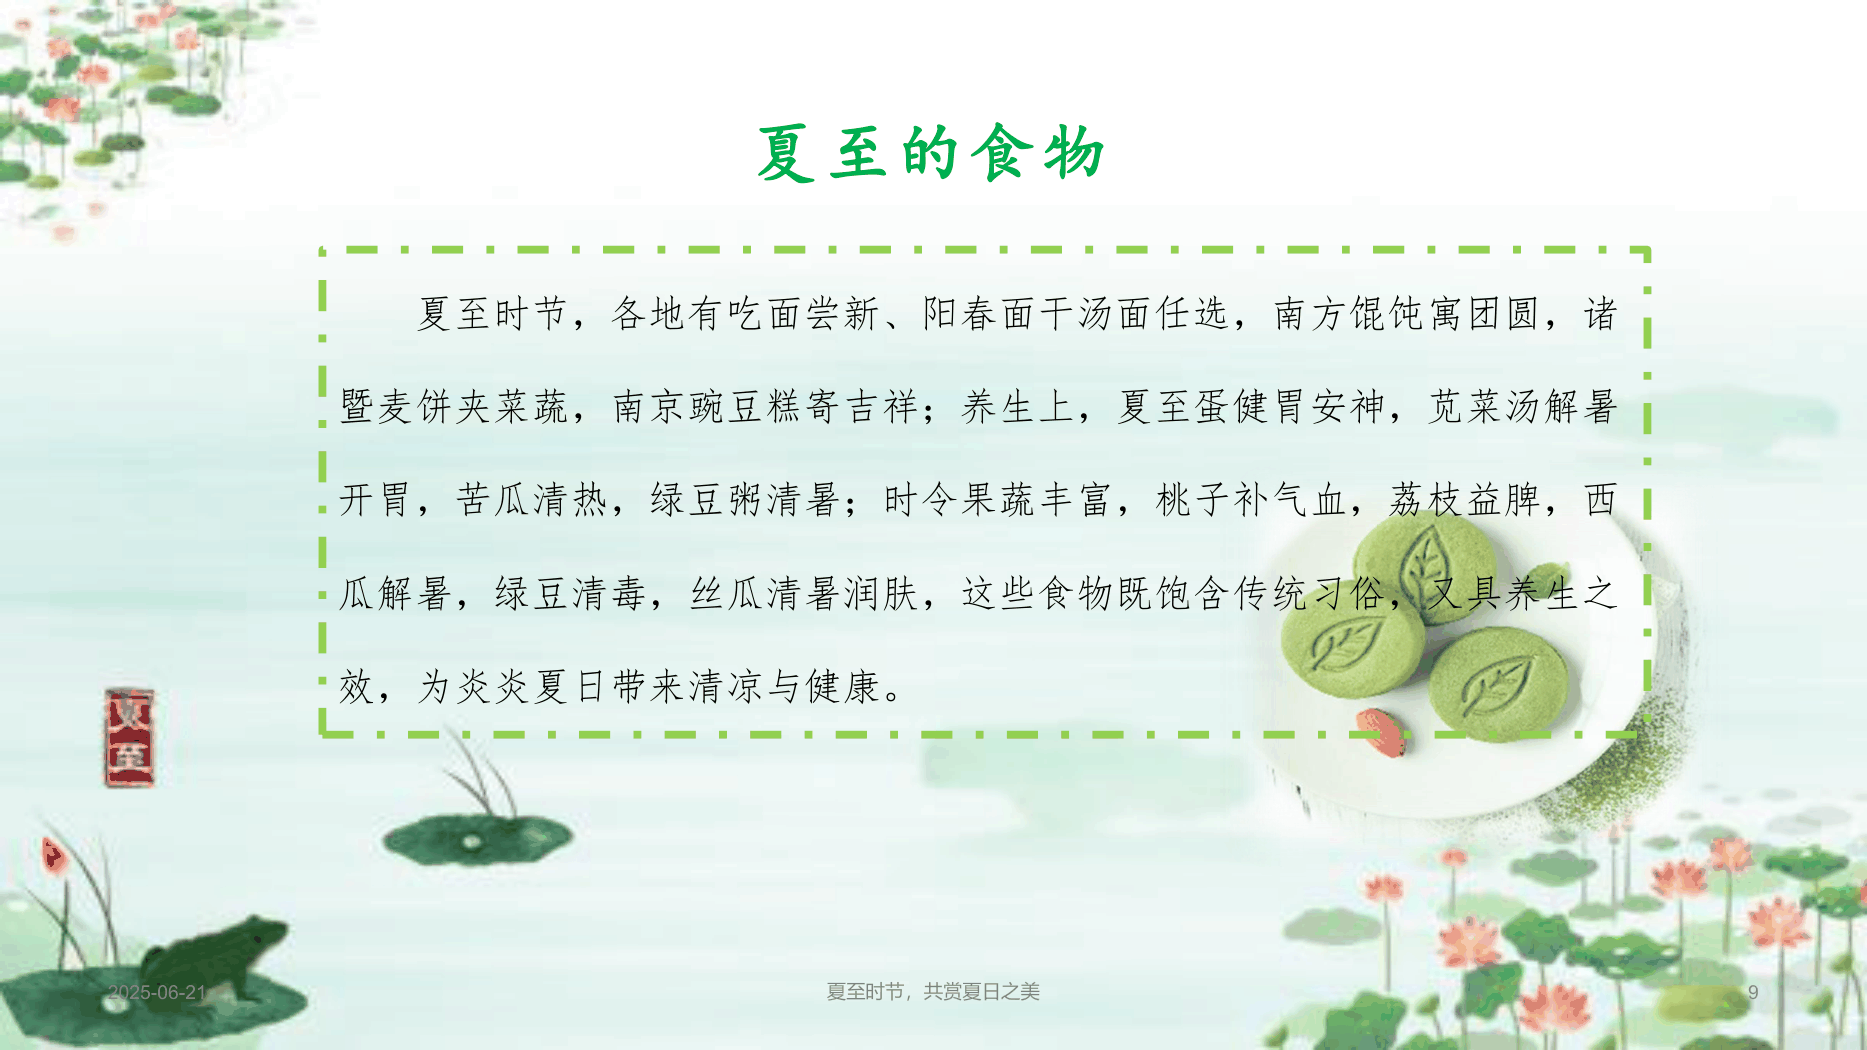 夏至的食物
夏至时节，各地有吃面尝新、阳春面干汤面任选，南方馄饨寓团圆，诸
暨麦饼夹菜蔬，南京豌豆糕寄吉祥；养生上，夏至蛋健胃安神，苋菜汤解暑
开胃，苦瓜清热，绿豆粥清暑；时令果蔬丰富，桃子补气血，荔枝益脾，西
瓜解暑，绿豆清毒，丝瓜清暑润肤，这些食物既饱含传统习俗，又具养生之
效，为炎炎夏日带来清凉与健康。
夏至
2025-06-21
夏至时节，共赏夏日之美
9